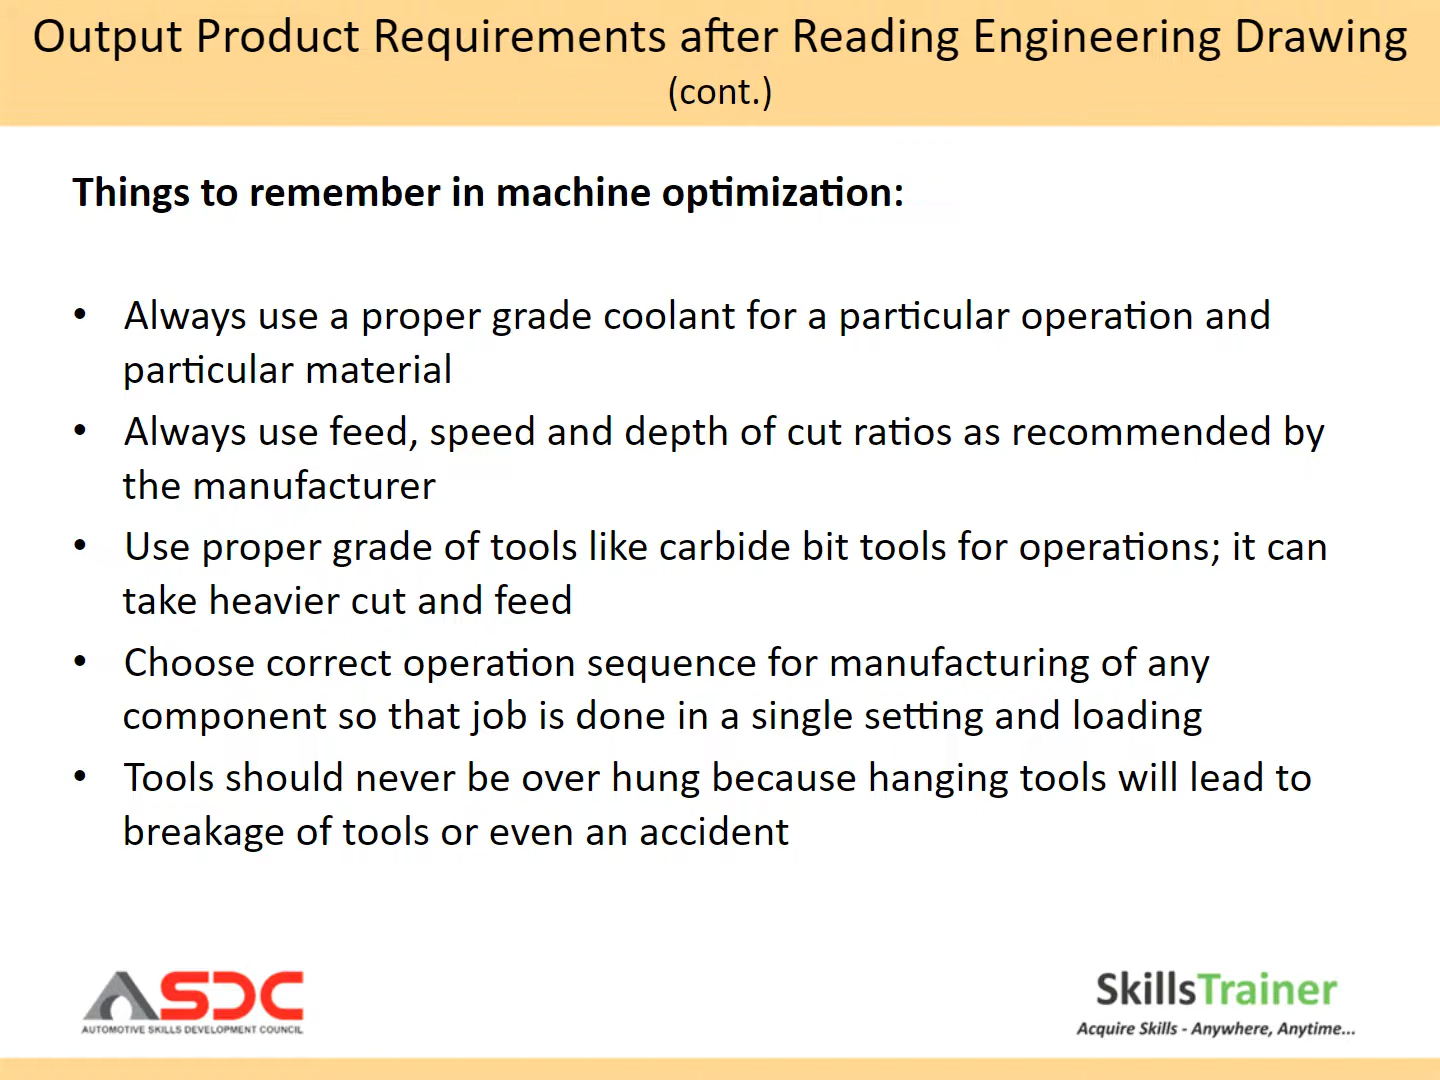 Output Product Requirements after Reading Engineering Drawing
(cont.)
Things to remember in machine optimization:
• Always use a proper grade coolant for a particular operation and
particular material
• Always use feed, speed and depth of cut ratios as recommended by
the manufacturer
• Use proper grade of tools like carbide bit tools for operations; it can
take heavier cut and feed
• Choose correct operation sequence for manufacturing of any
component so that job is done in a single setting and loading
• Tools should never be over hung because hanging tools will lead to
breakage of tools or even an accident
ASDC
AUTOMOTIVE SKILLS DEVELOPMENT COUNCIL
SkillsTrainer
Acquire Skills - Anywhere, Anytime...